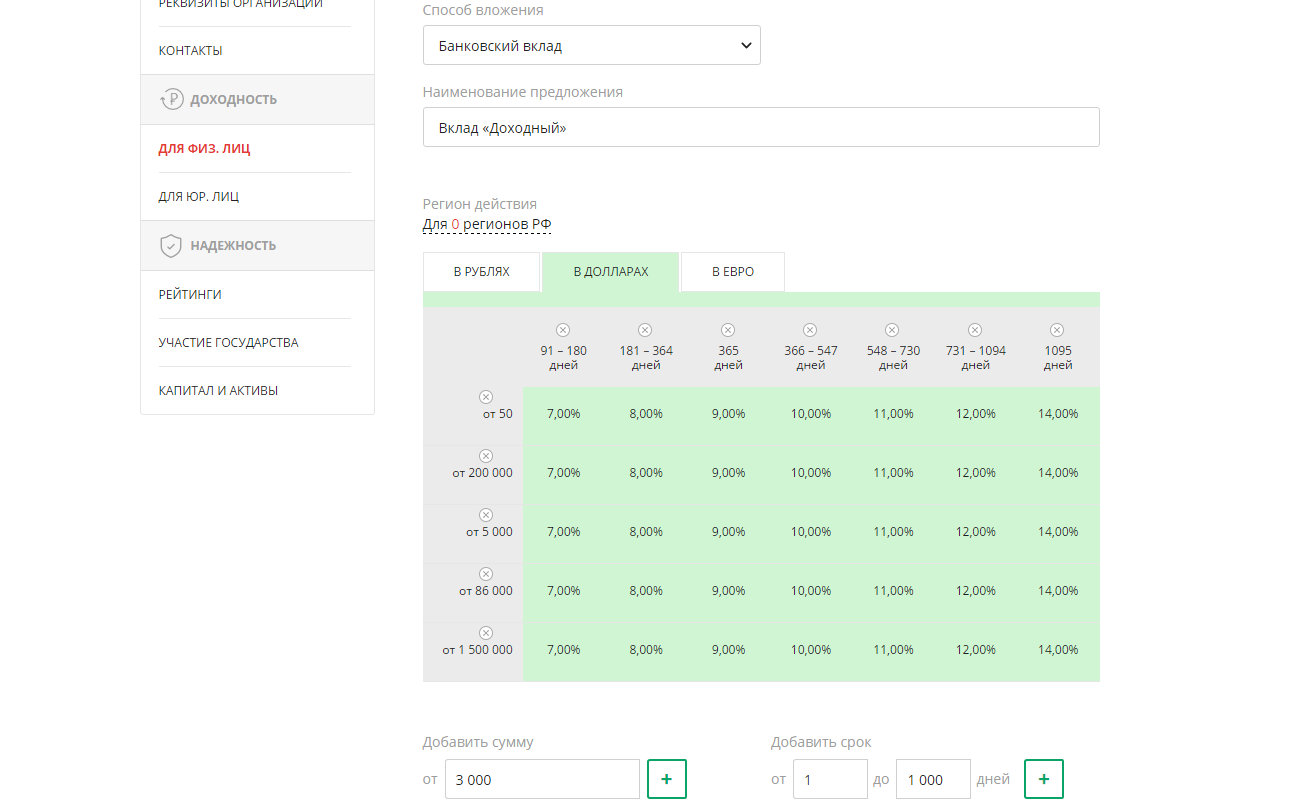 РЕКВИЗИТЫ ОРГАНИЗАЦИИ
КОНТАКТЫ
ДОХОДНОСТЬ
ДЛЯ ФИЗ. ЛИЦ
ДЛЯ ЮР. ЛИЦ
НАДЕЖНОСТЬ
РЕЙТИНГИ
УЧАСТИЕ ГОСУДАРСТВА
КАПИТАЛ И АКТИВЫ
Способ вложения
Банковский вклад
Наименование предложения
Вклад «Доходный»
Регион действия
Для 0 регионов РФ
В РУБЛЯХ В ДОЛЛАРАХ В ЕВРО
91 – 180 181 – 364 365 366 – 547 548 – 730 731 – 1094 1095
дней дней дней дней дней дней дней
от 50 7,00% 8,00% 9,00% 10,00% 11,00% 12,00% 14,00%
от 200 000 7,00% 8,00% 9,00% 10,00% 11,00% 12,00% 14,00%
от 5 000 7,00% 8,00% 9,00% 10,00% 11,00% 12,00% 14,00%
от 86 000 7,00% 8,00% 9,00% 10,00% 11,00% 12,00% 14,00%
от 1 500 000 7,00% 8,00% 9,00% 10,00% 11,00% 12,00% 14,00%
Добавить сумму Добавить срок
от 3 000 + от 1 до 1 000 дней +